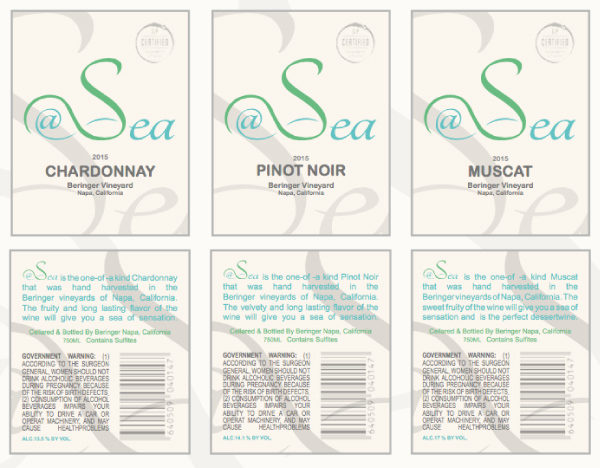 CERTIFIED
@Sea
2015
CHARDONNAY
Beringer Vineyard
Napa, California
CERTIFIED
@Sea
2015
PINOT NOIR
Beringer Vineyard
Napa, California
CERTIFIED
@Sea
2015
MUSCAT
Beringer Vineyard
Napa, California
@Sea is the one-of -a kind Chardonnay
that was hand harvested in the
Beringer vineyards of Napa, California.
The fruity and long lasting flavor of the
wine will give you a sea of sensation.
Cellared & Bottled By Beringer Napa, California
750ML Contains Sulfites
GOVERNMENT WARNING: (1)
ACCORDING TO THE SURGEON
GENERAL, WOMEN SHOULD NOT
DRINK ALCOHOLIC BEVERAGES
DURING PREGNANCY BECAUSE
OF THE RISK OF BIRTH DEFECTS.
(2) CONSUMPTION OF ALCOHOL
BEVERAGES IMPAIRS YOUR
ABILITY TO DRIVE A CAR OR
OPERAT MACHINERY, AND MAY
CAUSE HEALTHPROBLEMS
ALC.13.5 % BY VOL.
640509 040147
@Sea is the one-of -a kind Pinot Noir
that was hand harvested in the
Beringer vineyards of Napa, California.
The velvety and long lasting flavor of the
wine will give you a sea of sensation.
Cellared & Bottled By Beringer Napa, California
750ML Contains Sulfites
GOVERNMENT WARNING: (1)
ACCORDING TO THE SURGEON
GENERAL, WOMEN SHOULD NOT
DRINK ALCOHOLIC BEVERAGES
DURING PREGNANCY BECAUSE
OF THE RISK OF BIRTH DEFECTS.
(2) CONSUMPTION OF ALCOHOL
BEVERAGES IMPAIRS YOUR
ABILITY TO DRIVE A CAR OR
OPERAT MACHINERY, AND MAY
CAUSE HEALTHPROBLEMS
ALC.14.1 % BY VOL.
640509 040147
@Sea is the one-of -a kind Muscat
that was hand harvested in the
Beringer vineyards of Napa, California. The
sweet fruity of the wine will give you a sea of
sensation and is the perfect dessertwine.
Cellared & Bottled By Beringer Napa, California
750ML Contains Sulfites
GOVERNMENT WARNING: (1)
ACCORDING TO THE SURGEON
GENERAL, WOMEN SHOULD NOT
DRINK ALCOHOLIC BEVERAGES
DURING PREGNANCY BECAUSE
OF THE RISK OF BIRTH DEFECTS.
(2) CONSUMPTION OF ALCOHOL
BEVERAGES IMPAIRS YOUR
ABILITY TO DRIVE A CAR OR
OPERAT MACHINERY, AND MAY
CAUSE HEALTHPROBLEMS
ALC.17 % BY VOL.
640509 040147